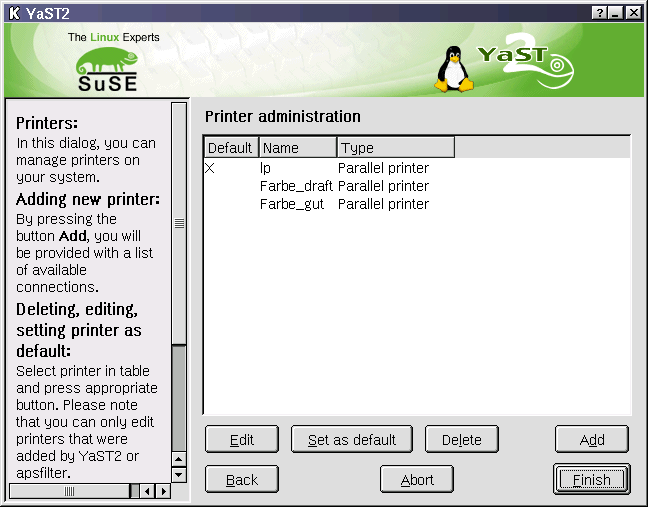 YaST2
The Linux Experts
SuSE
YaST
2
Printers:
In this dialog, you can
manage printers on
your system.
Adding new printer:
By pressing the
button Add, you will
be provided with a list
of available
connections.
Deleting, editing,
setting printer as
default:
Select printer in table
and press appropriate
button. Please note
that you can only edit
printers that were
added by YaST2 or
apsfilter.
Printer administration
Default Name Type
X lp Parallel printer
Farbe_draft Parallel printer
Farbe_gut Parallel printer
Edit Set as default Delete Add
Back Abort Finish